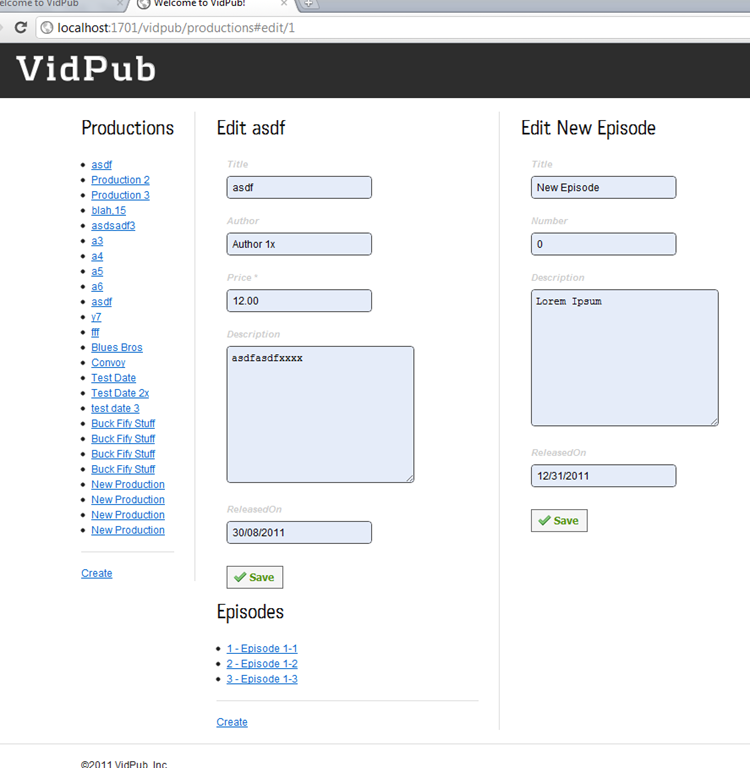 elcome to VidPub
Welcome to VidPub!
localhost:1701/vidpub/productions#edit/1
VidPub
Productions
asdf
Production 2
Production 3
blah,15
asdsadf3
a3
a4
a5
a6
asdf
v7
fff
Blues Bros
Convoy
Test Date
Test Date 2x
test date 3
Buck Fify Stuff
Buck Fify Stuff
Buck Fify Stuff
Buck Fify Stuff
New Production
New Production
New Production
New Production
Create
Edit asdf
Title
asdf
Author
Author 1x
Price *
12.00
Description
asdfasdfxxxx
ReleasedOn
30/08/2011
Save
Episodes
1 - Episode 1-1
2 - Episode 1-2
3 - Episode 1-3
Create
Edit New Episode
Title
New Episode
Number
0
Description
Lorem Ipsum
ReleasedOn
12/31/2011
Save
©2011 VidPub, Inc